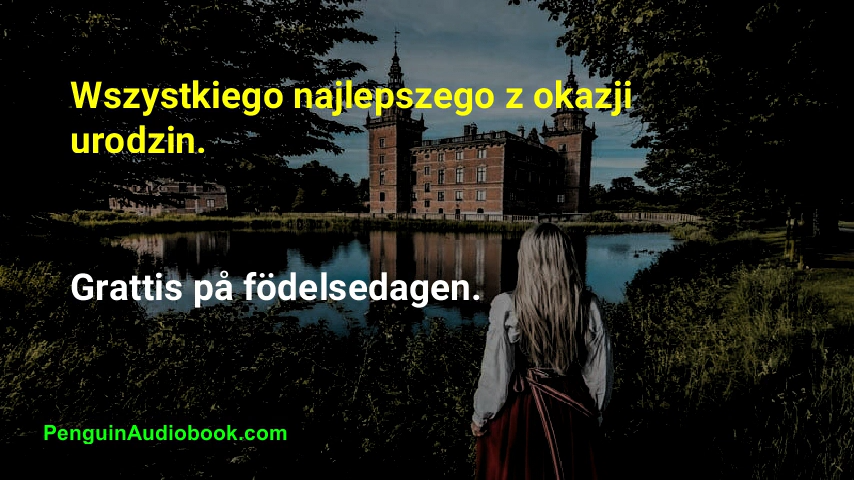 Wszystkiego najlepszego z okazji
urodzin.
Grattis på födelsedagen.
PenguinAudiobook.com